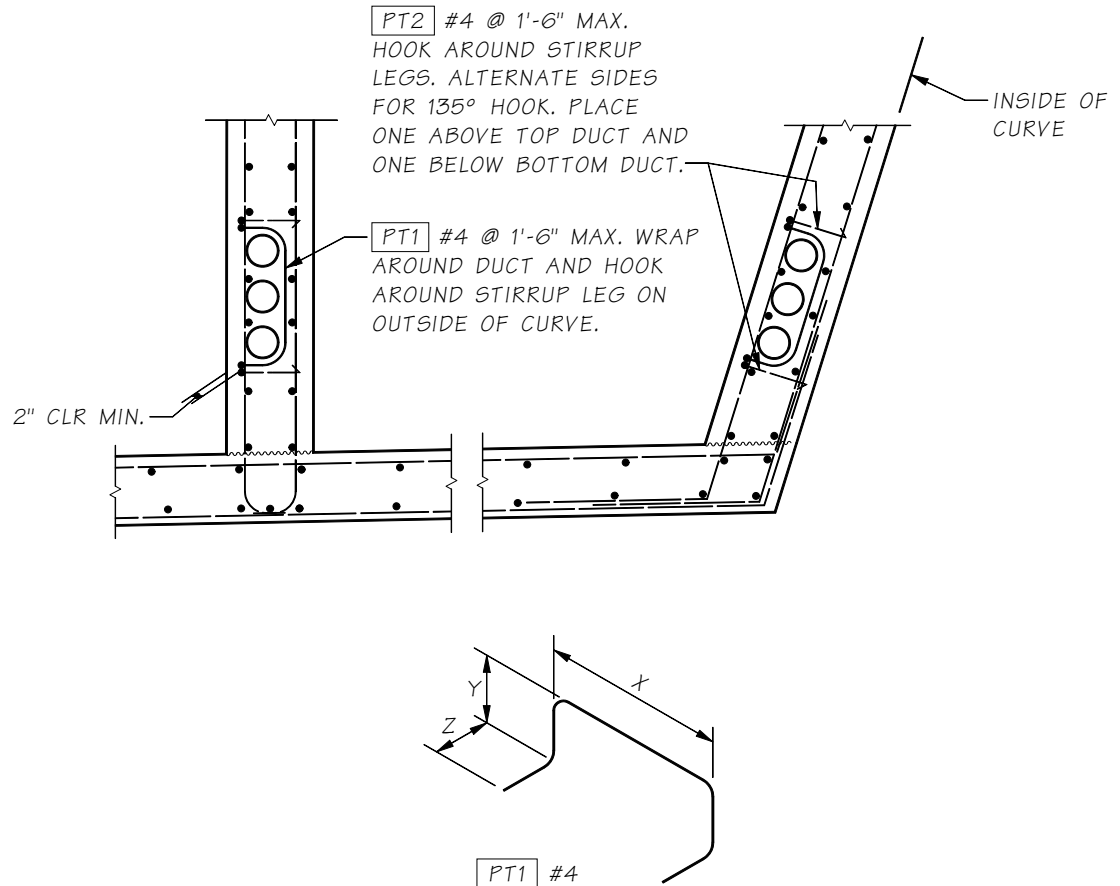 PT2 #4 @ 1'-6" MAX.
HOOK AROUND STIRRUP
LEGS. ALTERNATE SIDES
FOR 135° HOOK. PLACE
ONE ABOVE TOP DUCT AND
ONE BELOW BOTTOM DUCT.
INSIDE OF
CURVE
PT1 #4 @ 1'-6" MAX. WRAP
AROUND DUCT AND HOOK
AROUND STIRRUP LEG ON
OUTSIDE OF CURVE.
2" CLR MIN.
X
Y
Z
PT1 #4